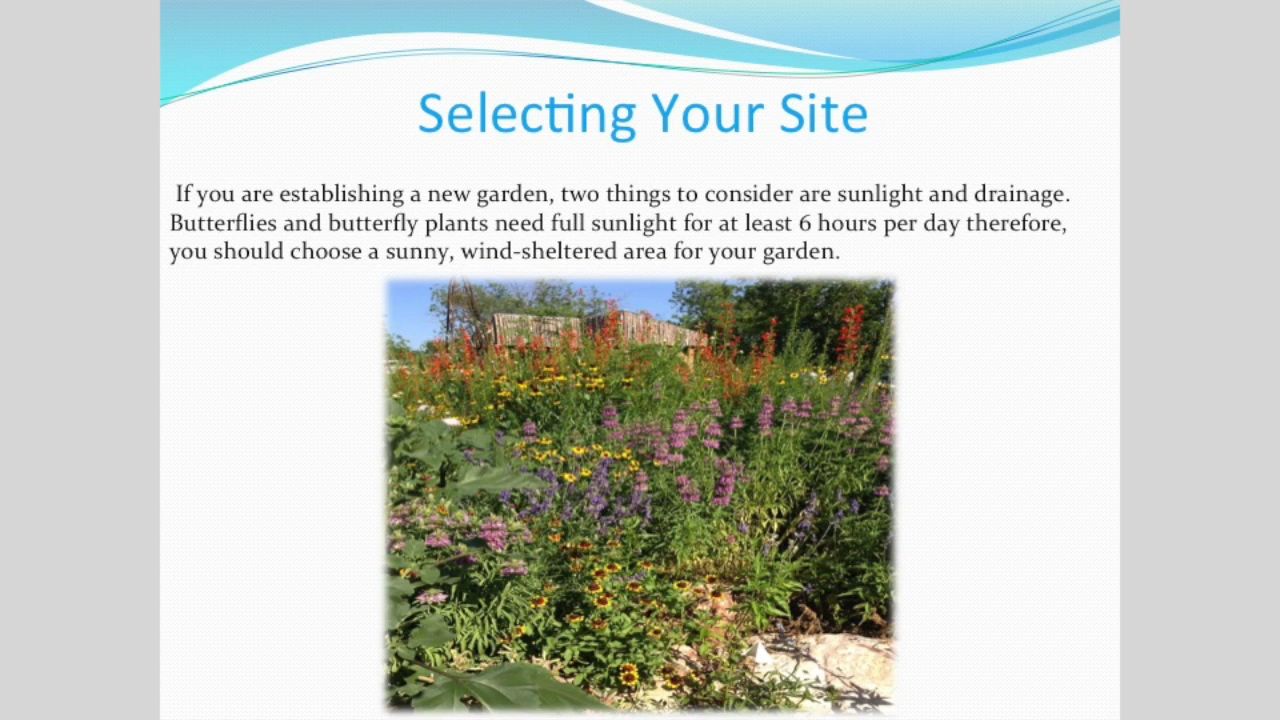 Selecting Your Site
If you are establishing a new garden, two things to consider are sunlight and drainage.
Butterflies and butterfly plants need full sunlight for at least 6 hours per day therefore,
you should choose a sunny, wind-sheltered area for your garden.